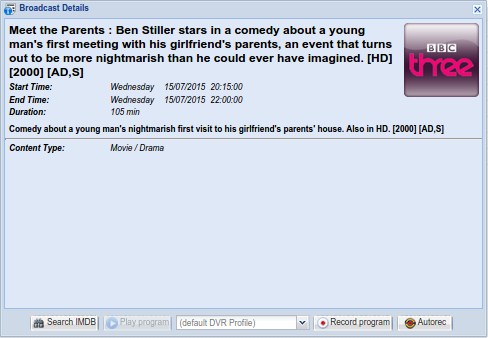 Broadcast Details
Meet the Parents : Ben Stiller stars in a comedy about a young
man's first meeting with his girlfriend's parents, an event that turns
out to be more nightmarish than he could ever have imagined. [HD]
[2000] [AD,S]
BBC
three
Start Time: Wednesday 15/07/2015 20:15:00
End Time: Wednesday 15/07/2015 22:00:00
Duration: 105 min
Comedy about a young man's nightmarish first visit to his girlfriend's parents' house. Also in HD. [2000] [AD,S]
Content Type: Movie / Drama
Search IMDB Play program (default DVR Profile) Record program Autorec